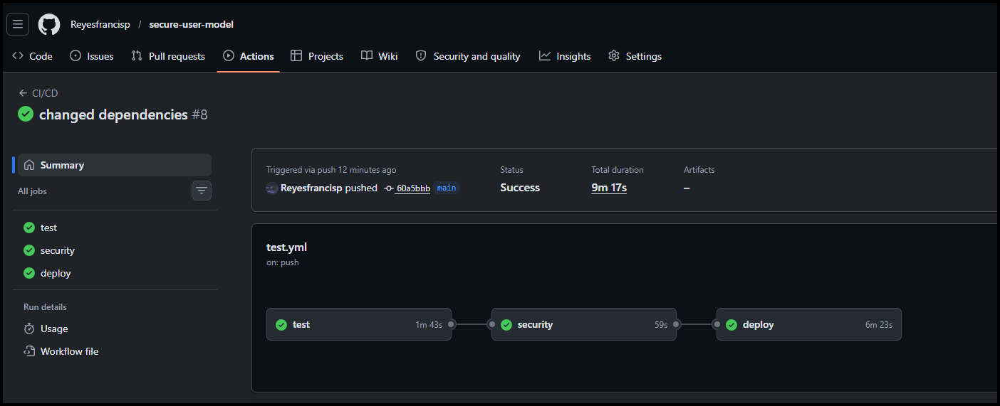 Reyesfrancisp / secure-user-model
Code Issues Pull requests Actions Projects Wiki Security and quality Insights Settings
← CI/CD
changed dependencies #8
Summary
All jobs
test
security
deploy
Run details
Usage
Workflow file
Triggered via push 12 minutes ago
Reyesfrancisp pushed 60a5bbb main
Status
Success
Total duration
9m 17s
Artifacts
–
test.yml
on: push
test 1m 43s
security 59s
deploy 6m 23s